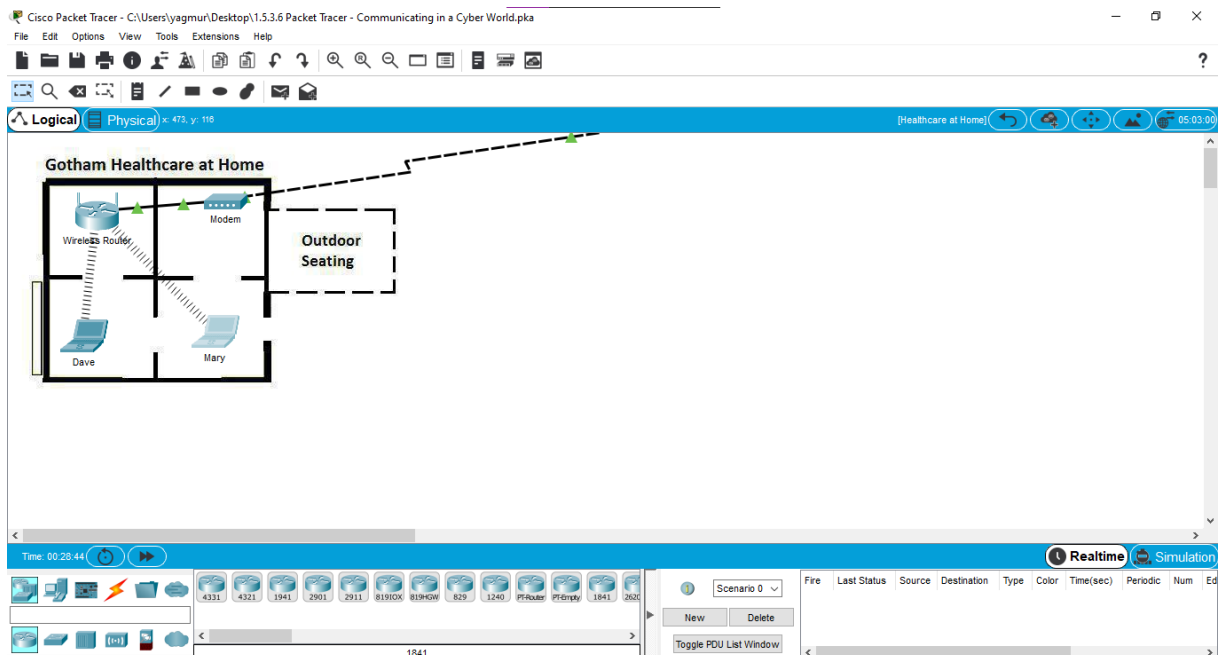 Cisco Packet Tracer - C:\Users\yagmur\Desktop\1.5.3.6 Packet Tracer - Communicating in a Cyber World.pka
File Edit Options View Tools Extensions Help
?
Logical Physical x: 473, y: 116 [Healthcare at Home] 05:03:00
Gotham Healthcare at Home
Modem
Wireless Router
Outdoor
Seating
Dave Mary
Time: 00:28:44 Realtime Simulation
4331 4321 1941 2901 2911 819IOX 819HGW 829 1240 PT-Router PT-Empty 1841 2620
Scenario 0
New Delete
Toggle PDU List Window
Fire Last Status Source Destination Type Color Time(sec) Periodic Num Ed
1841